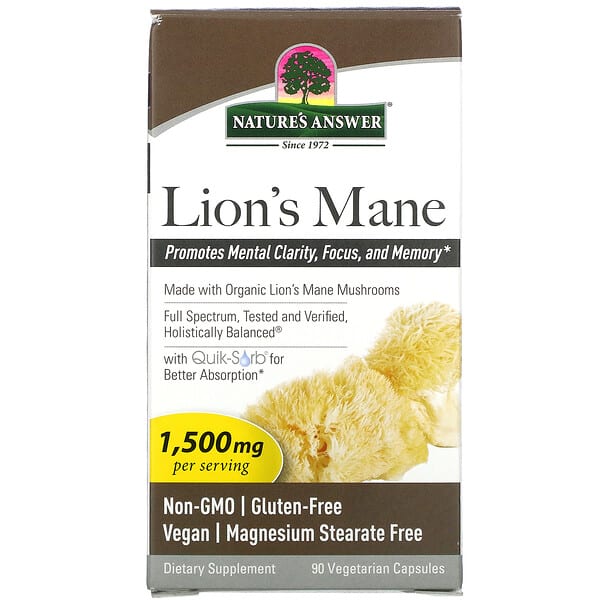 NATURE'S ANSWER®
Since 1972
Lion's Mane
Promotes Mental Clarity, Focus, and Memory*
Made with Organic Lion's Mane Mushrooms
Full Spectrum, Tested and Verified,
Holistically Balanced®
with Quik-Sorb® for
Better Absorption*
1,500 mg
per serving
Non-GMO | Gluten-Free
Vegan | Magnesium Stearate Free
Dietary Supplement 90 Vegetarian Capsules